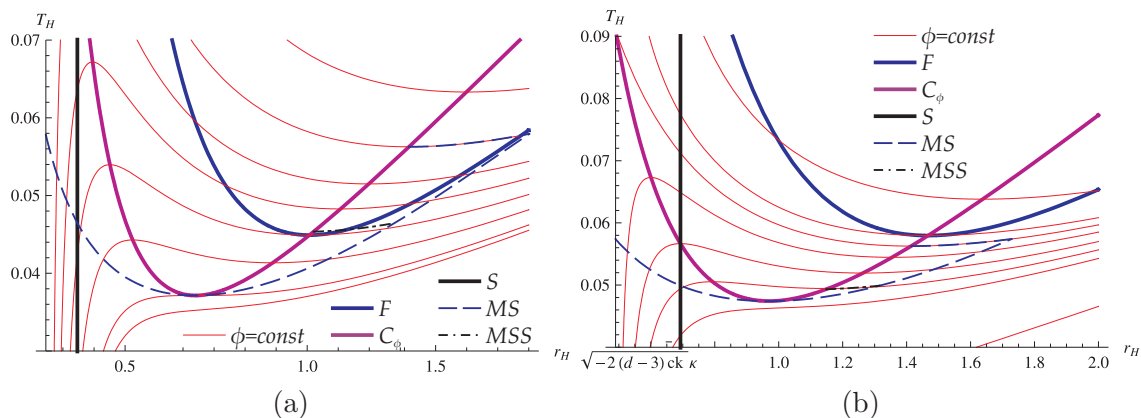 T_H
0.07
0.06
0.05
0.04
0.5
1.0
1.5
r_H
ϕ=const
F
C_ϕ
S
MS
MSS
(a)
T_H
0.09
0.08
0.07
0.06
0.05
√-2 (d-3) c̄k κ
0.8
1.0
1.2
1.4
1.6
1.8
2.0
r_H
ϕ=const
F
C_ϕ
S
MS
MSS
(b)